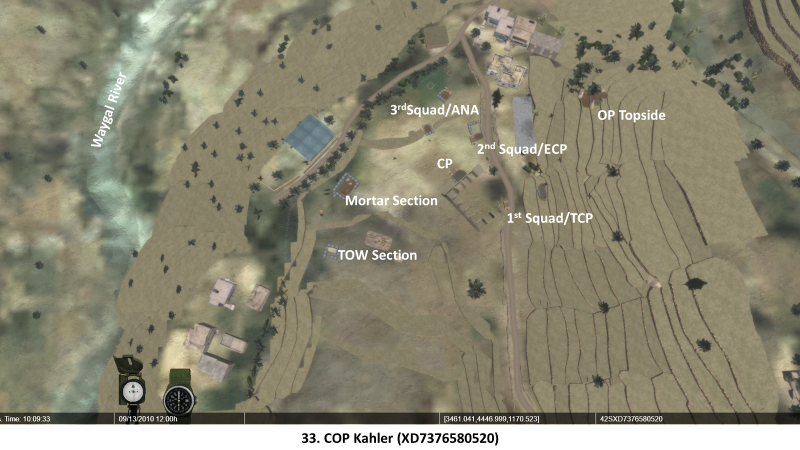 Waygal River
3rdSquad/ANA
OP Topside
2nd Squad/ECP
CP
Mortar Section
1st Squad/TCP
TOW Section
Time: 10:09:33
09/13/2010 12:00h
[3461.041,4446.999,1170.523]
42SXD7376580520
33. COP Kahler (XD7376580520)